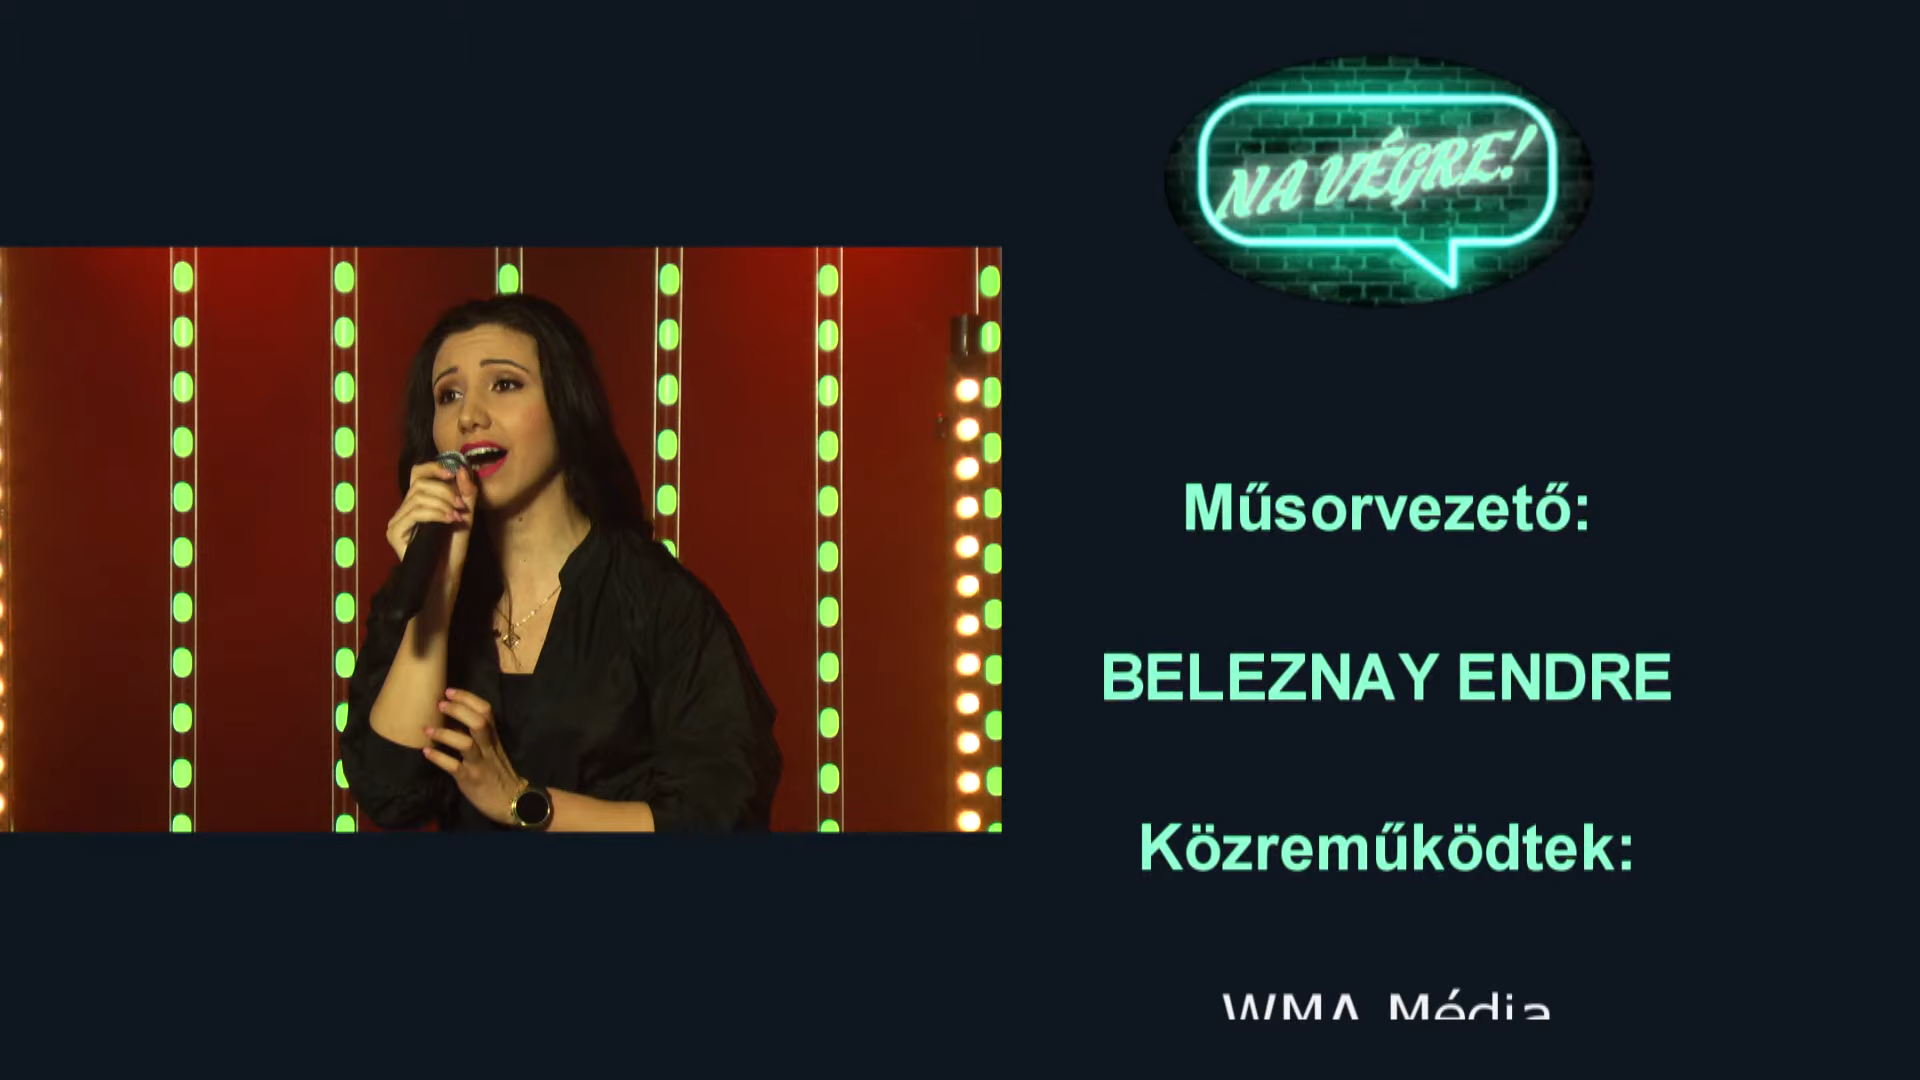 NA VÉGRE!
Műsorvezető:
BELEZNAY ENDRE
Közreműködtek:
WMA Média